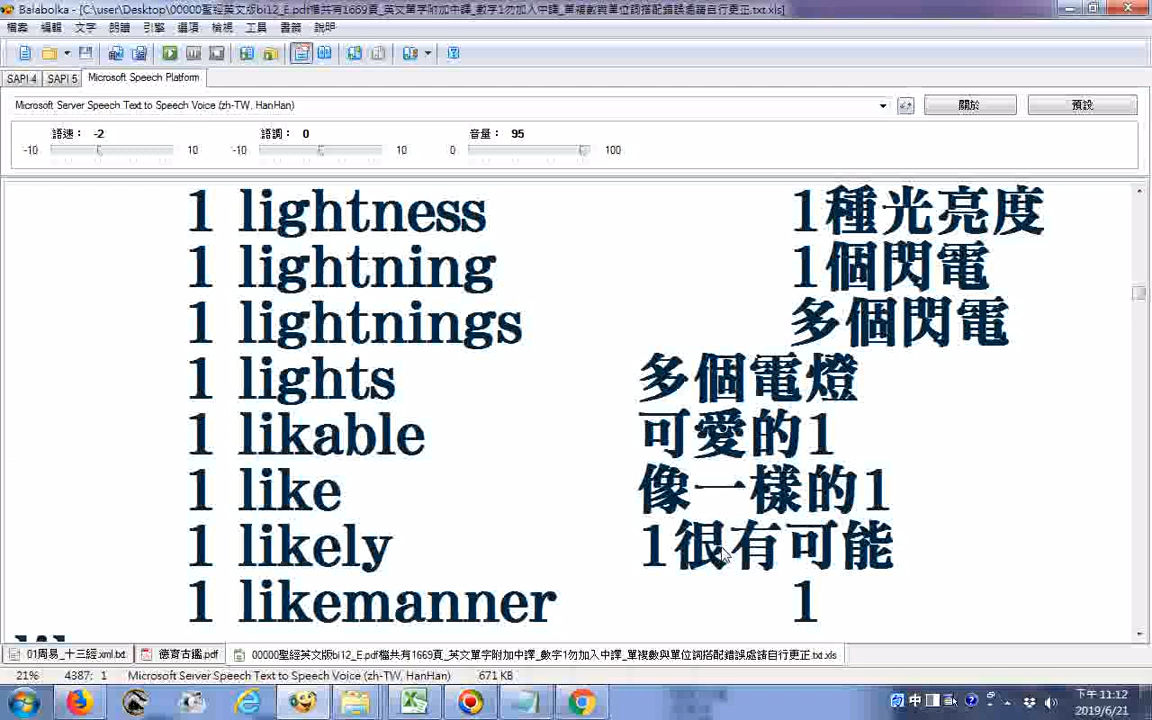 Balabolka - [C:\user\Desktop\00000聖經英文版bi12_E.pdf檔共有1669頁_英文單字附加中譯_數字1勿加入中譯_單複數與單位詞搭配錯誤處請自行更正.txt.xls]
檔案 編輯 文字 朗讀 引擎 選項 檢視 工具 書籤 說明
SAPI 4 SAPI 5 Microsoft Speech Platform
Microsoft Server Speech Text to Speech Voice (zh-TW, HanHan) 關於 預設
語速： -2 語調： 0 音量： 95
-10 10 -10 10 0 100
1 lightness 1種光亮度
1 lightning 1個閃電
1 lightnings 多個閃電
1 lights 多個電燈
1 likable 可愛的1
1 like 像一樣的1
1 likely 1很有可能
1 likemanner 1
01周易_十三經.xml.txt 德育古鑑.pdf 00000聖經英文版bi12_E.pdf檔共有1669頁_英文單字附加中譯_數字1勿加入中譯_單複數與單位詞搭配錯誤處請自行更正.txt.xls
21% 4387: 1 Microsoft Server Speech Text to Speech Voice (zh-TW, HanHan) 671 KB
中 下午 11:12
2019/6/21